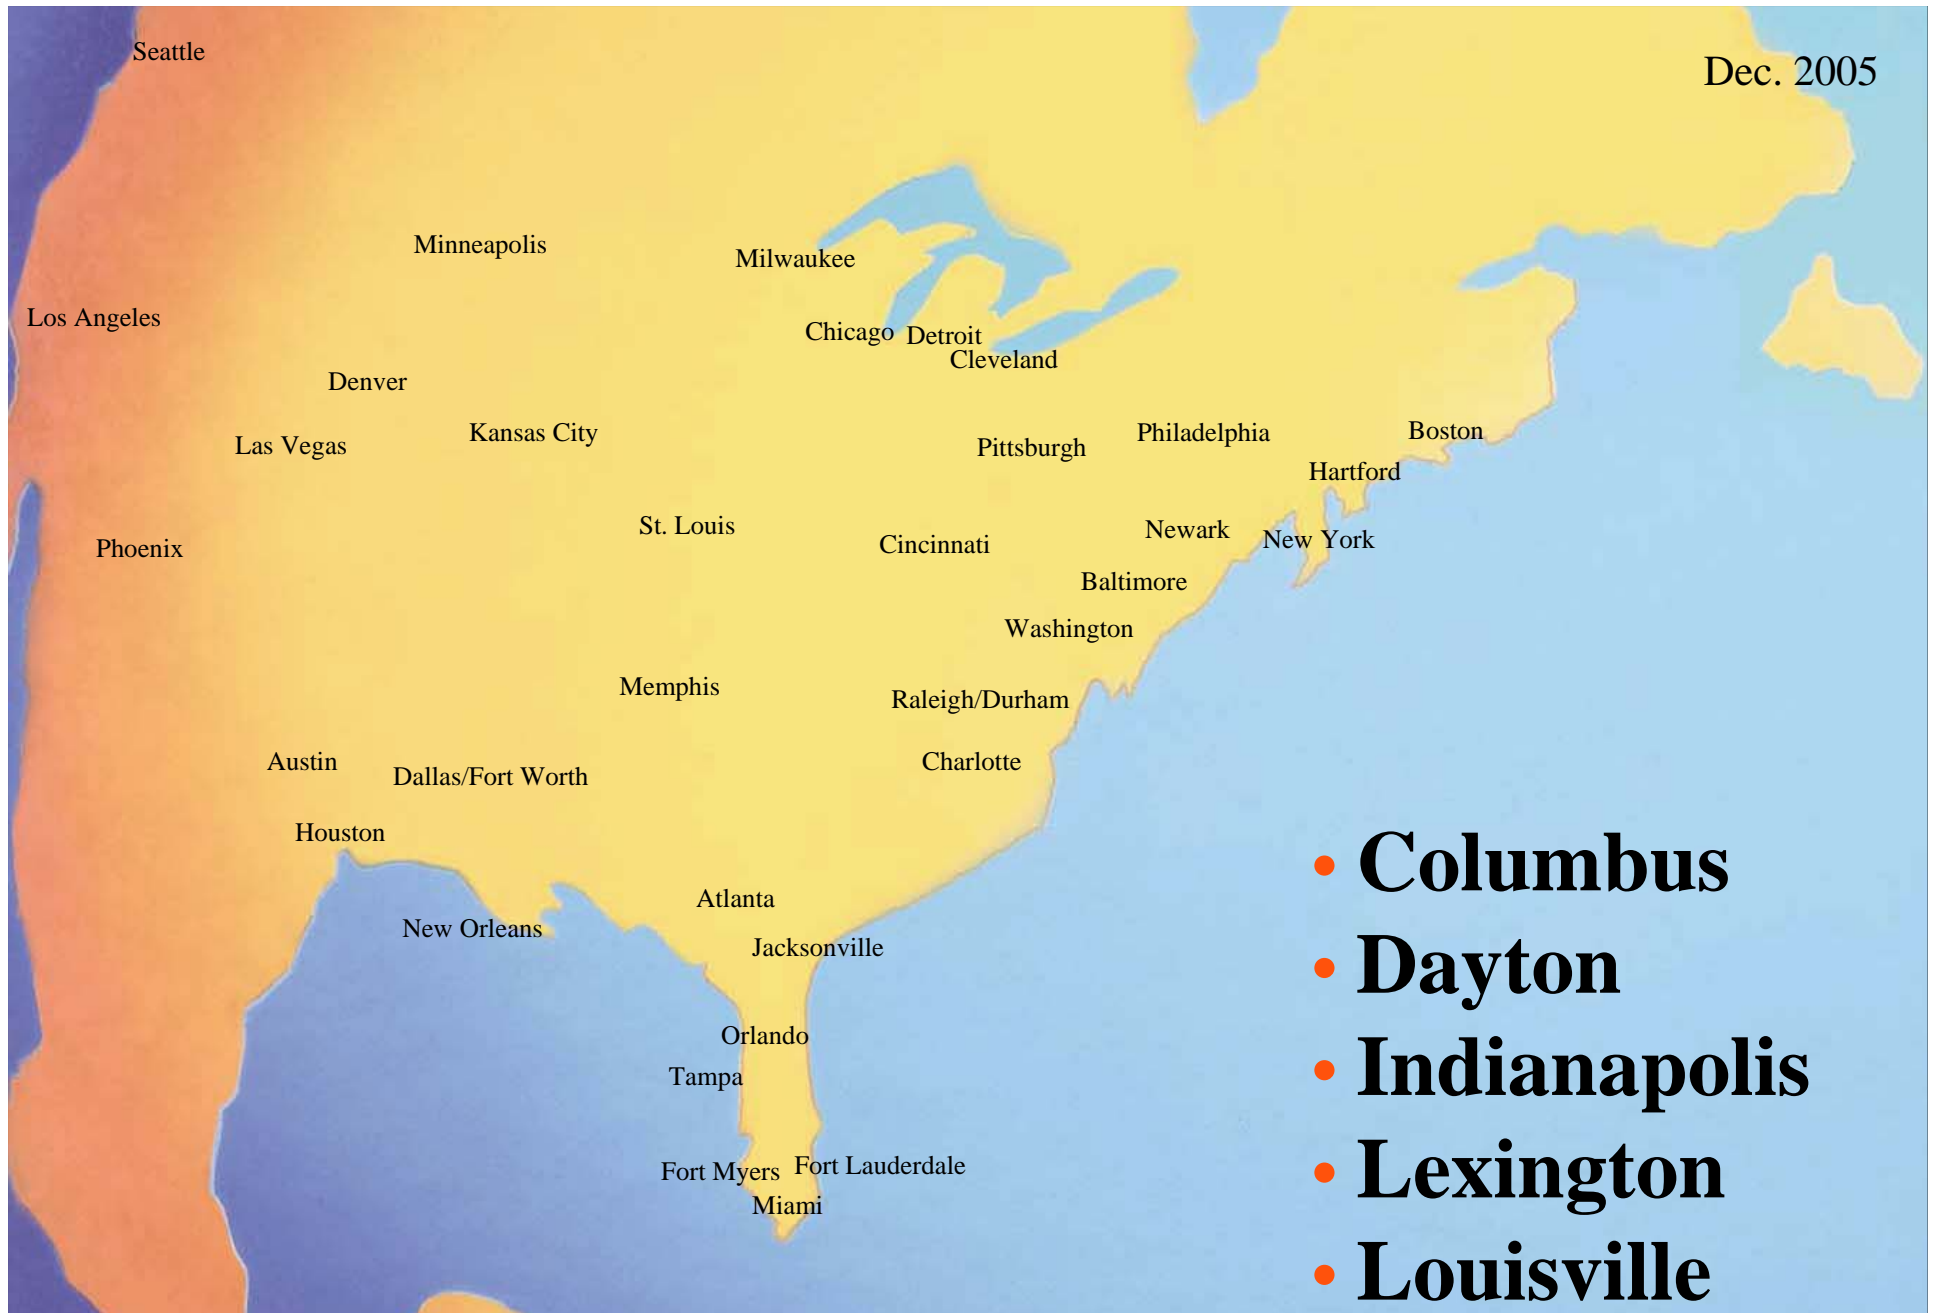 Seattle
Dec. 2005
Minneapolis
Milwaukee
Los Angeles
Chicago
Detroit
Cleveland
Denver
Las Vegas
Kansas City
Pittsburgh
Philadelphia
Boston
Hartford
St. Louis
Phoenix
Cincinnati
Newark
New York
Baltimore
Washington
Memphis
Raleigh/Durham
Austin
Dallas/Fort Worth
Charlotte
Houston
Atlanta
New Orleans
Jacksonville
Orlando
Tampa
Fort Myers
Fort Lauderdale
Miami
• Columbus
• Dayton
• Indianapolis
• Lexington
• Louisville